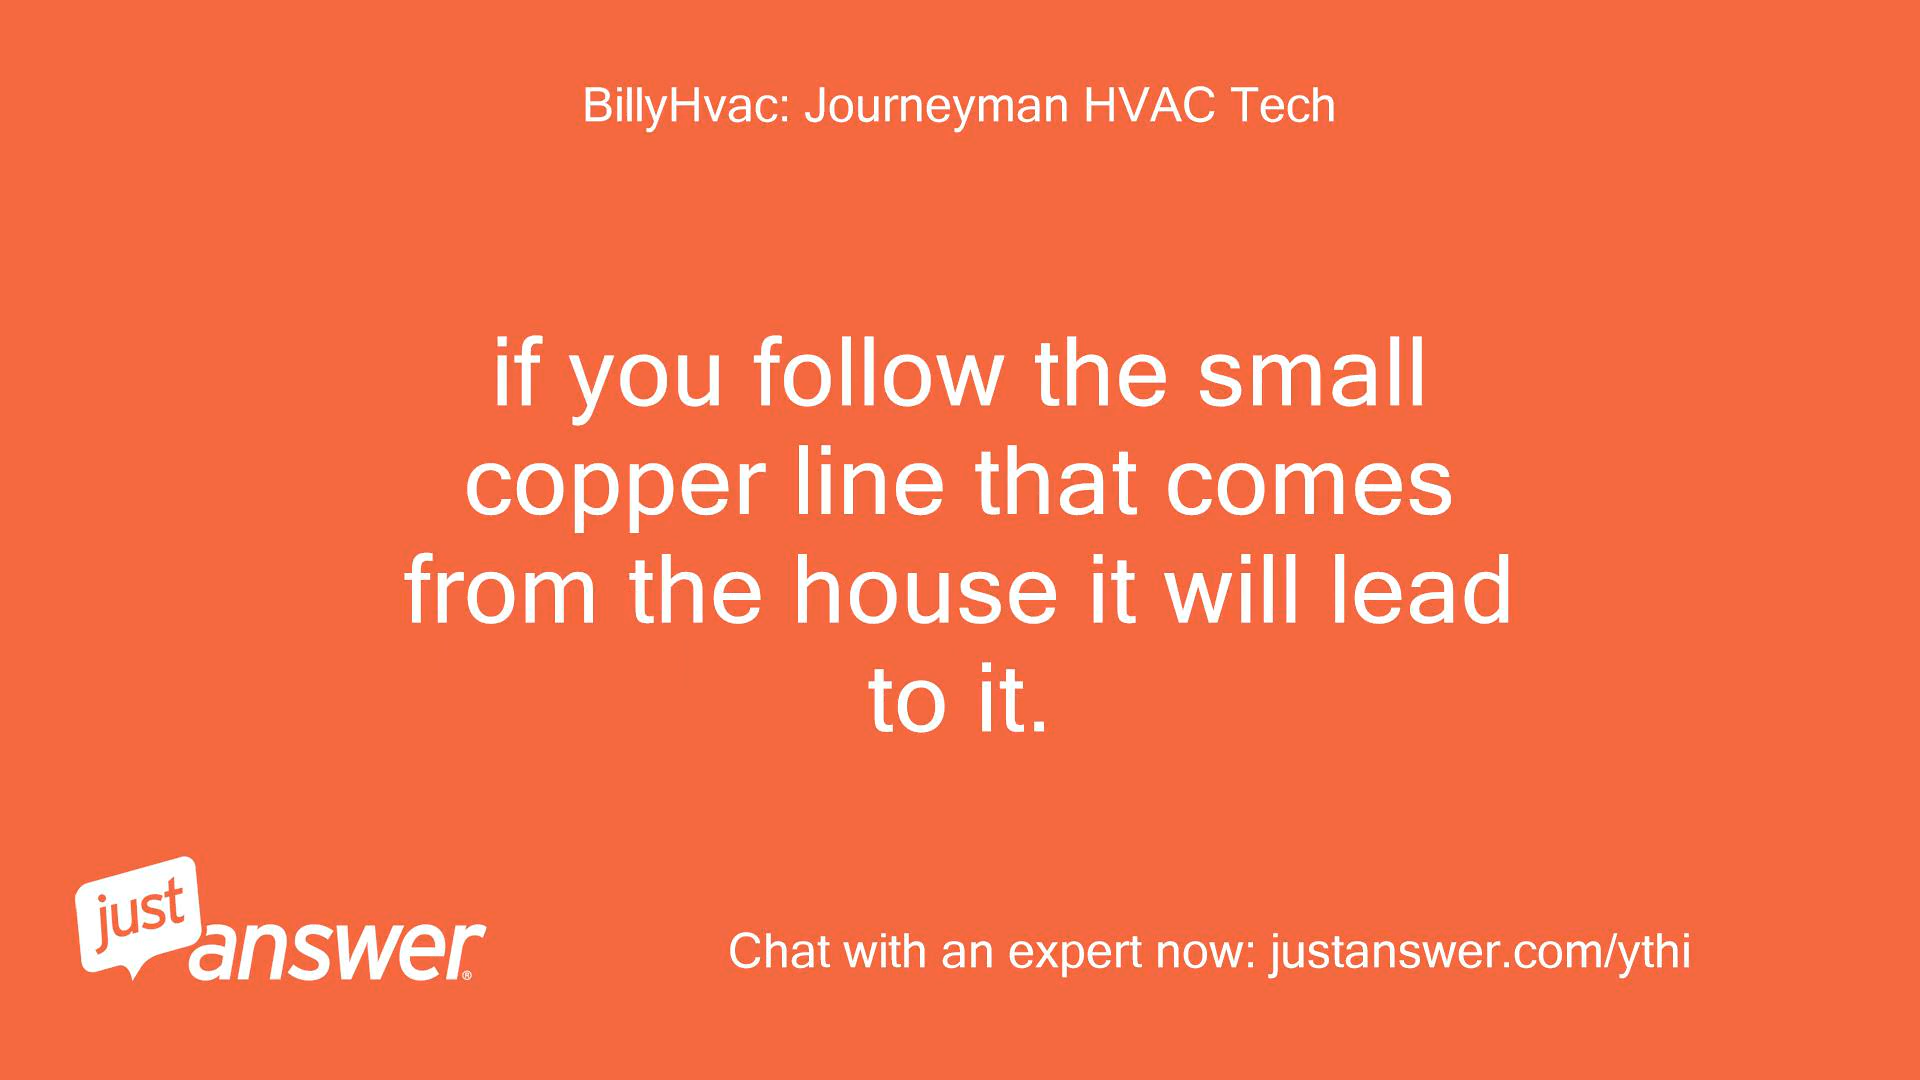 BillyHvac: Journeyman HVAC Tech
if you follow the small
copper line that comes
from the house it will lead
to it.
just
answer®
Chat with an expert now: justanswer.com/ythi